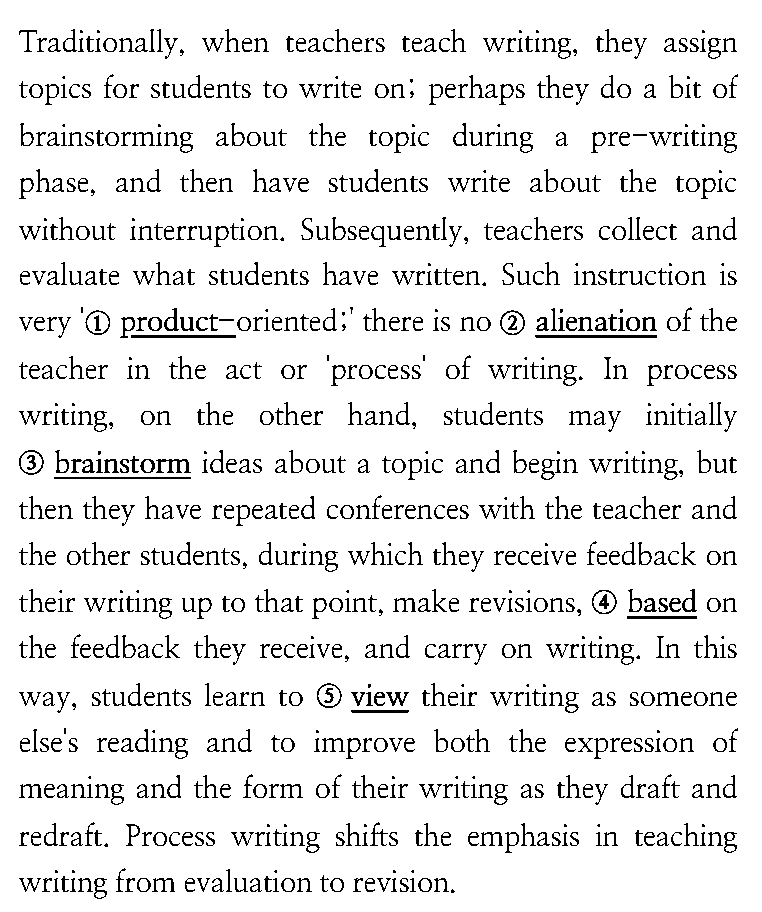 Traditionally, when teachers teach writing, they assign
topics for students to write on; perhaps they do a bit of
brainstorming about the topic during a pre-writing
phase, and then have students write about the topic
without interruption. Subsequently, teachers collect and
evaluate what students have written. Such instruction is
very '① product-oriented;' there is no ② alienation of the
teacher in the act or 'process' of writing. In process
writing, on the other hand, students may initially
③ brainstorm ideas about a topic and begin writing, but
then they have repeated conferences with the teacher and
the other students, during which they receive feedback on
their writing up to that point, make revisions, ④ based on
the feedback they receive, and carry on writing. In this
way, students learn to ⑤ view their writing as someone
else's reading and to improve both the expression of
meaning and the form of their writing as they draft and
redraft. Process writing shifts the emphasis in teaching
writing from evaluation to revision.